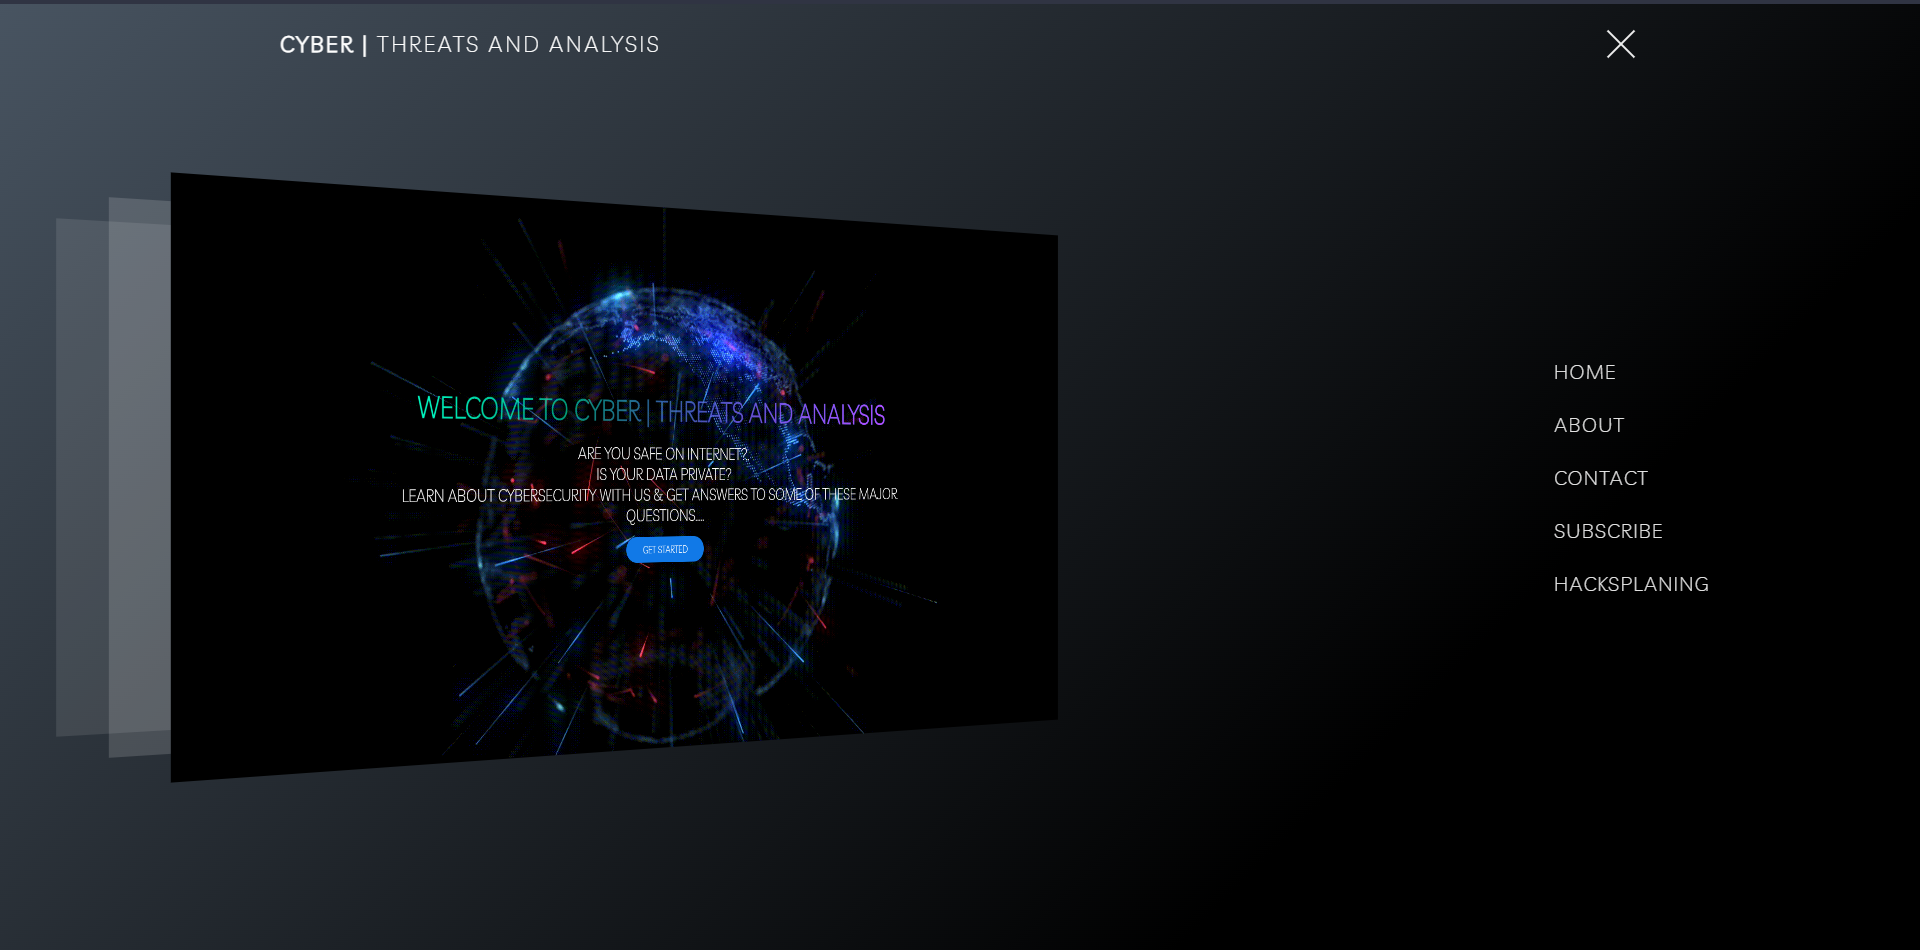 CYBER | THREATS AND ANALYSIS
WELCOME TO CYBER | THREATS AND ANALYSIS
ARE YOU SAFE ON INTERNET?
IS YOUR DATA PRIVATE?
LEARN ABOUT CYBERSECURITY WITH US & GET ANSWERS TO SOME OF THESE MAJOR
QUESTIONS....
GET STARTED
HOME
ABOUT
CONTACT
SUBSCRIBE
HACKSPLANING